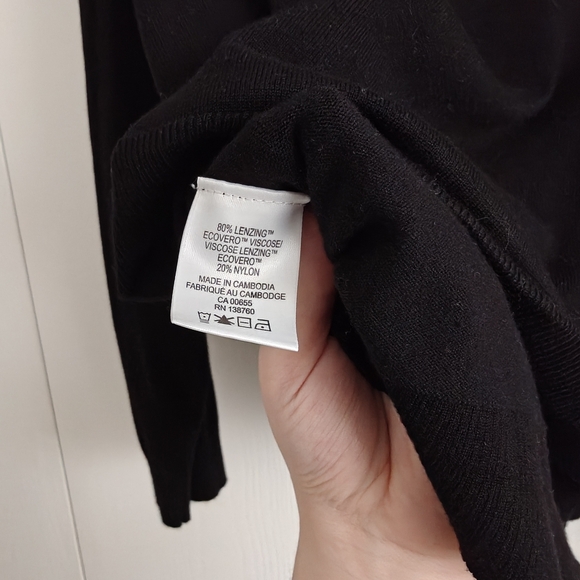 80% LENZING™
ECOVERO™ VISCOSE/
VISCOSE LENZING™
ECOVERO™
20% NYLON
MADE IN CAMBODIA
FABRIQUÉ AU CAMBODGE
CA 00655
RN 138760